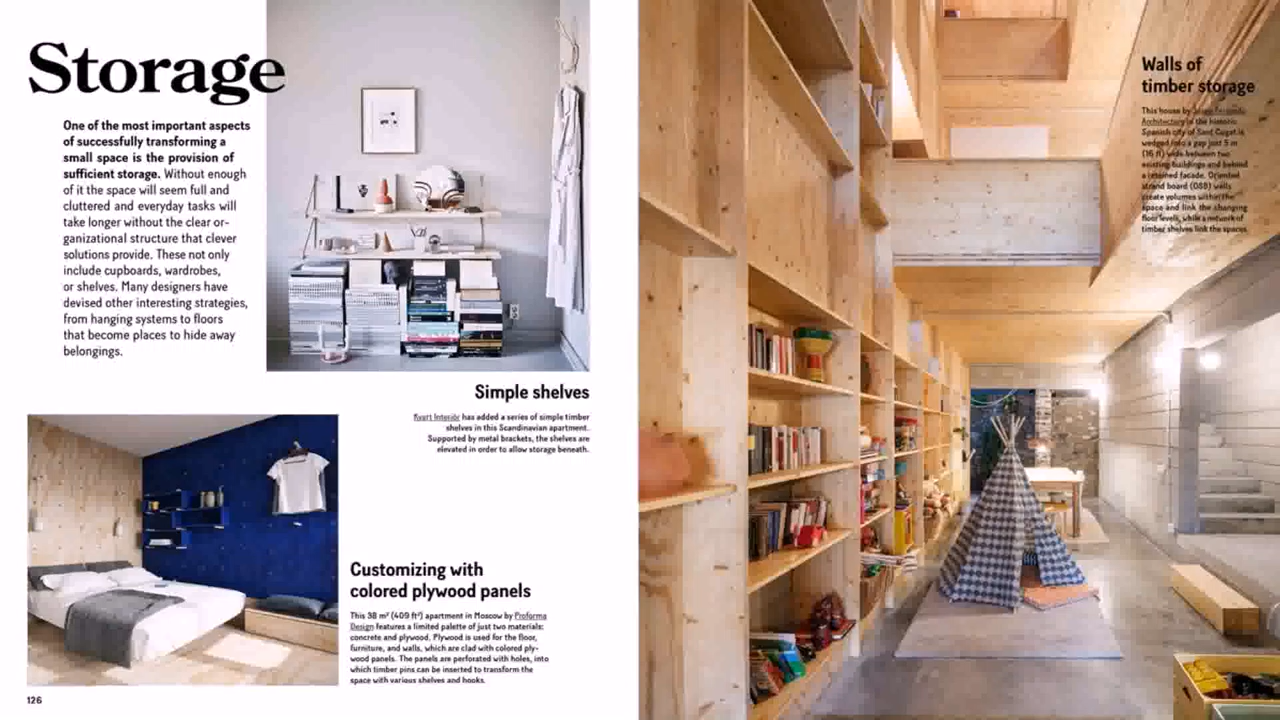 Storage
One of the most important aspects
of successfully transforming a
small space is the provision of
sufficient storage. Without enough
of it the space will seem full and
cluttered and everyday tasks will
take longer without the clear or-
ganizational structure that clever
solutions provide. These not only
include cupboards, wardrobes,
or shelves. Many designers have
devised other interesting strategies,
from hanging systems to floors
that become places to hide away
belongings.
Simple shelves
Kvart Interiör has added a series of simple timber
shelves in this Scandinavian apartment.
Supported by metal brackets, the shelves are
elevated in order to allow storage beneath.
Customizing with
colored plywood panels
This 38 m² (409 ft²) apartment in Moscow by Proforma
Design features a limited palette of just two materials:
concrete and plywood. Plywood is used for the floor,
furniture, and walls, which are clad with colored ply-
wood panels. The panels are perforated with holes, into
which timber pins can be inserted to transform the
space with various shelves and hooks.
126
Walls of
timber storage
This house by
Architecture in the historic
Spanish city of Sant Cugat is
wedged into a gap just 5 m
(16 ft) wide between two
existing buildings and behind
a retained facade. Oriented
strand board (OSB) walls
create volumes within the
space and link the changing
floor levels, while a network of
timber shelves link the spaces.